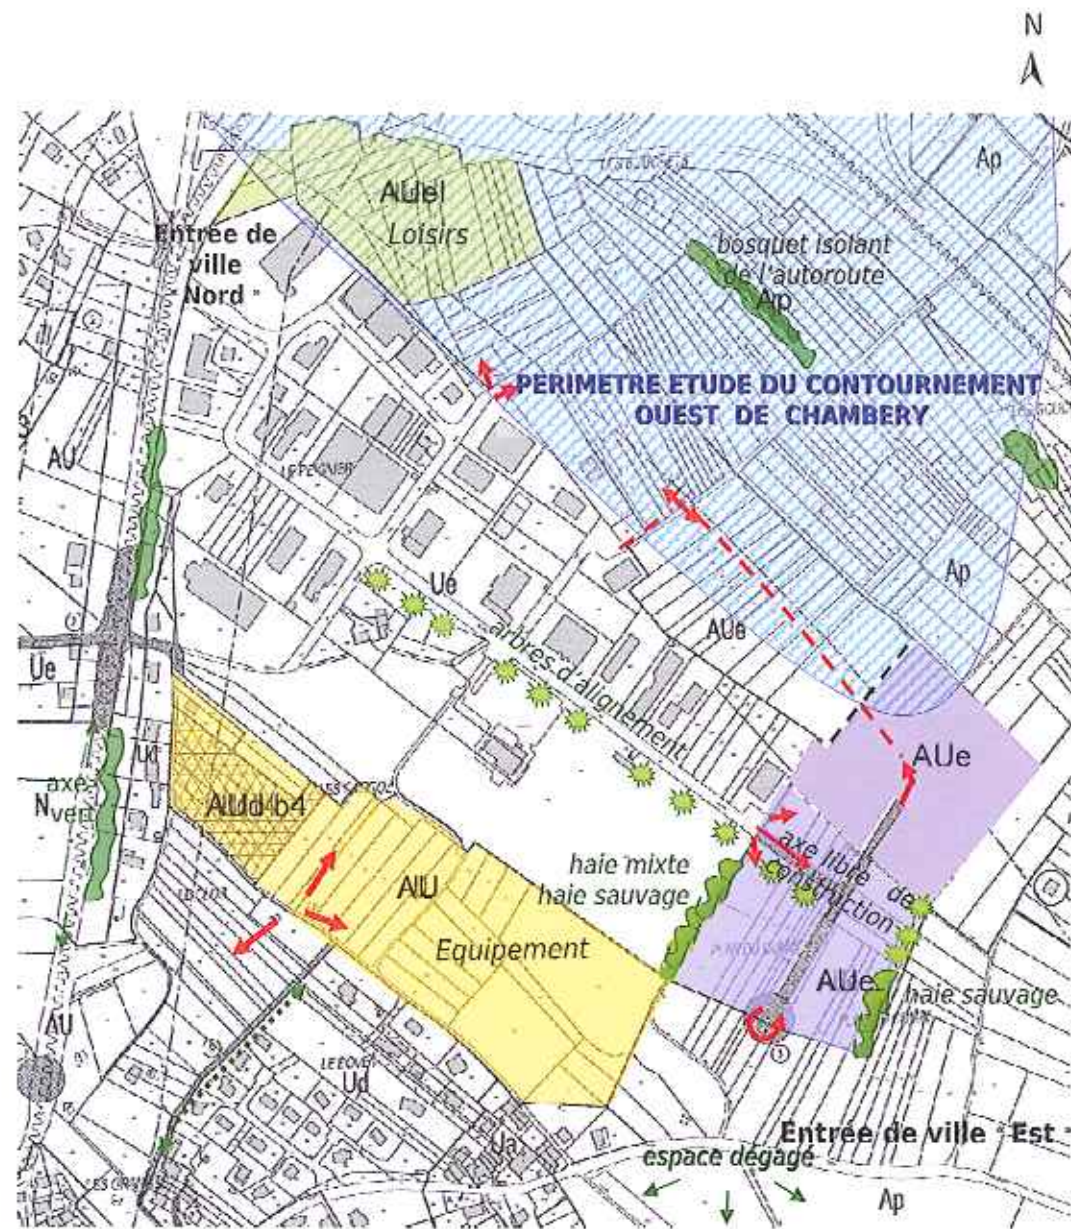 N
Ap
AUel
Loisirs
Entrée de
ville
Nord "
bosquet isolant
de l'autoroute
Ap
PERIMETRE ETUDE DU CONTOURNEMENT
OUEST DE CHAMBERY
AU
Ue
Ap
AUe
arbres d'alignement
Ue
AUe
Ud
axe
vert
N
AUd b4
axe libre de
construction
haie mixte
haie sauvage
AU
Equipement
AUe
haie sauvage
AU
Ud
Ua
Entrée de ville "Est "
espace dégagé
Ap